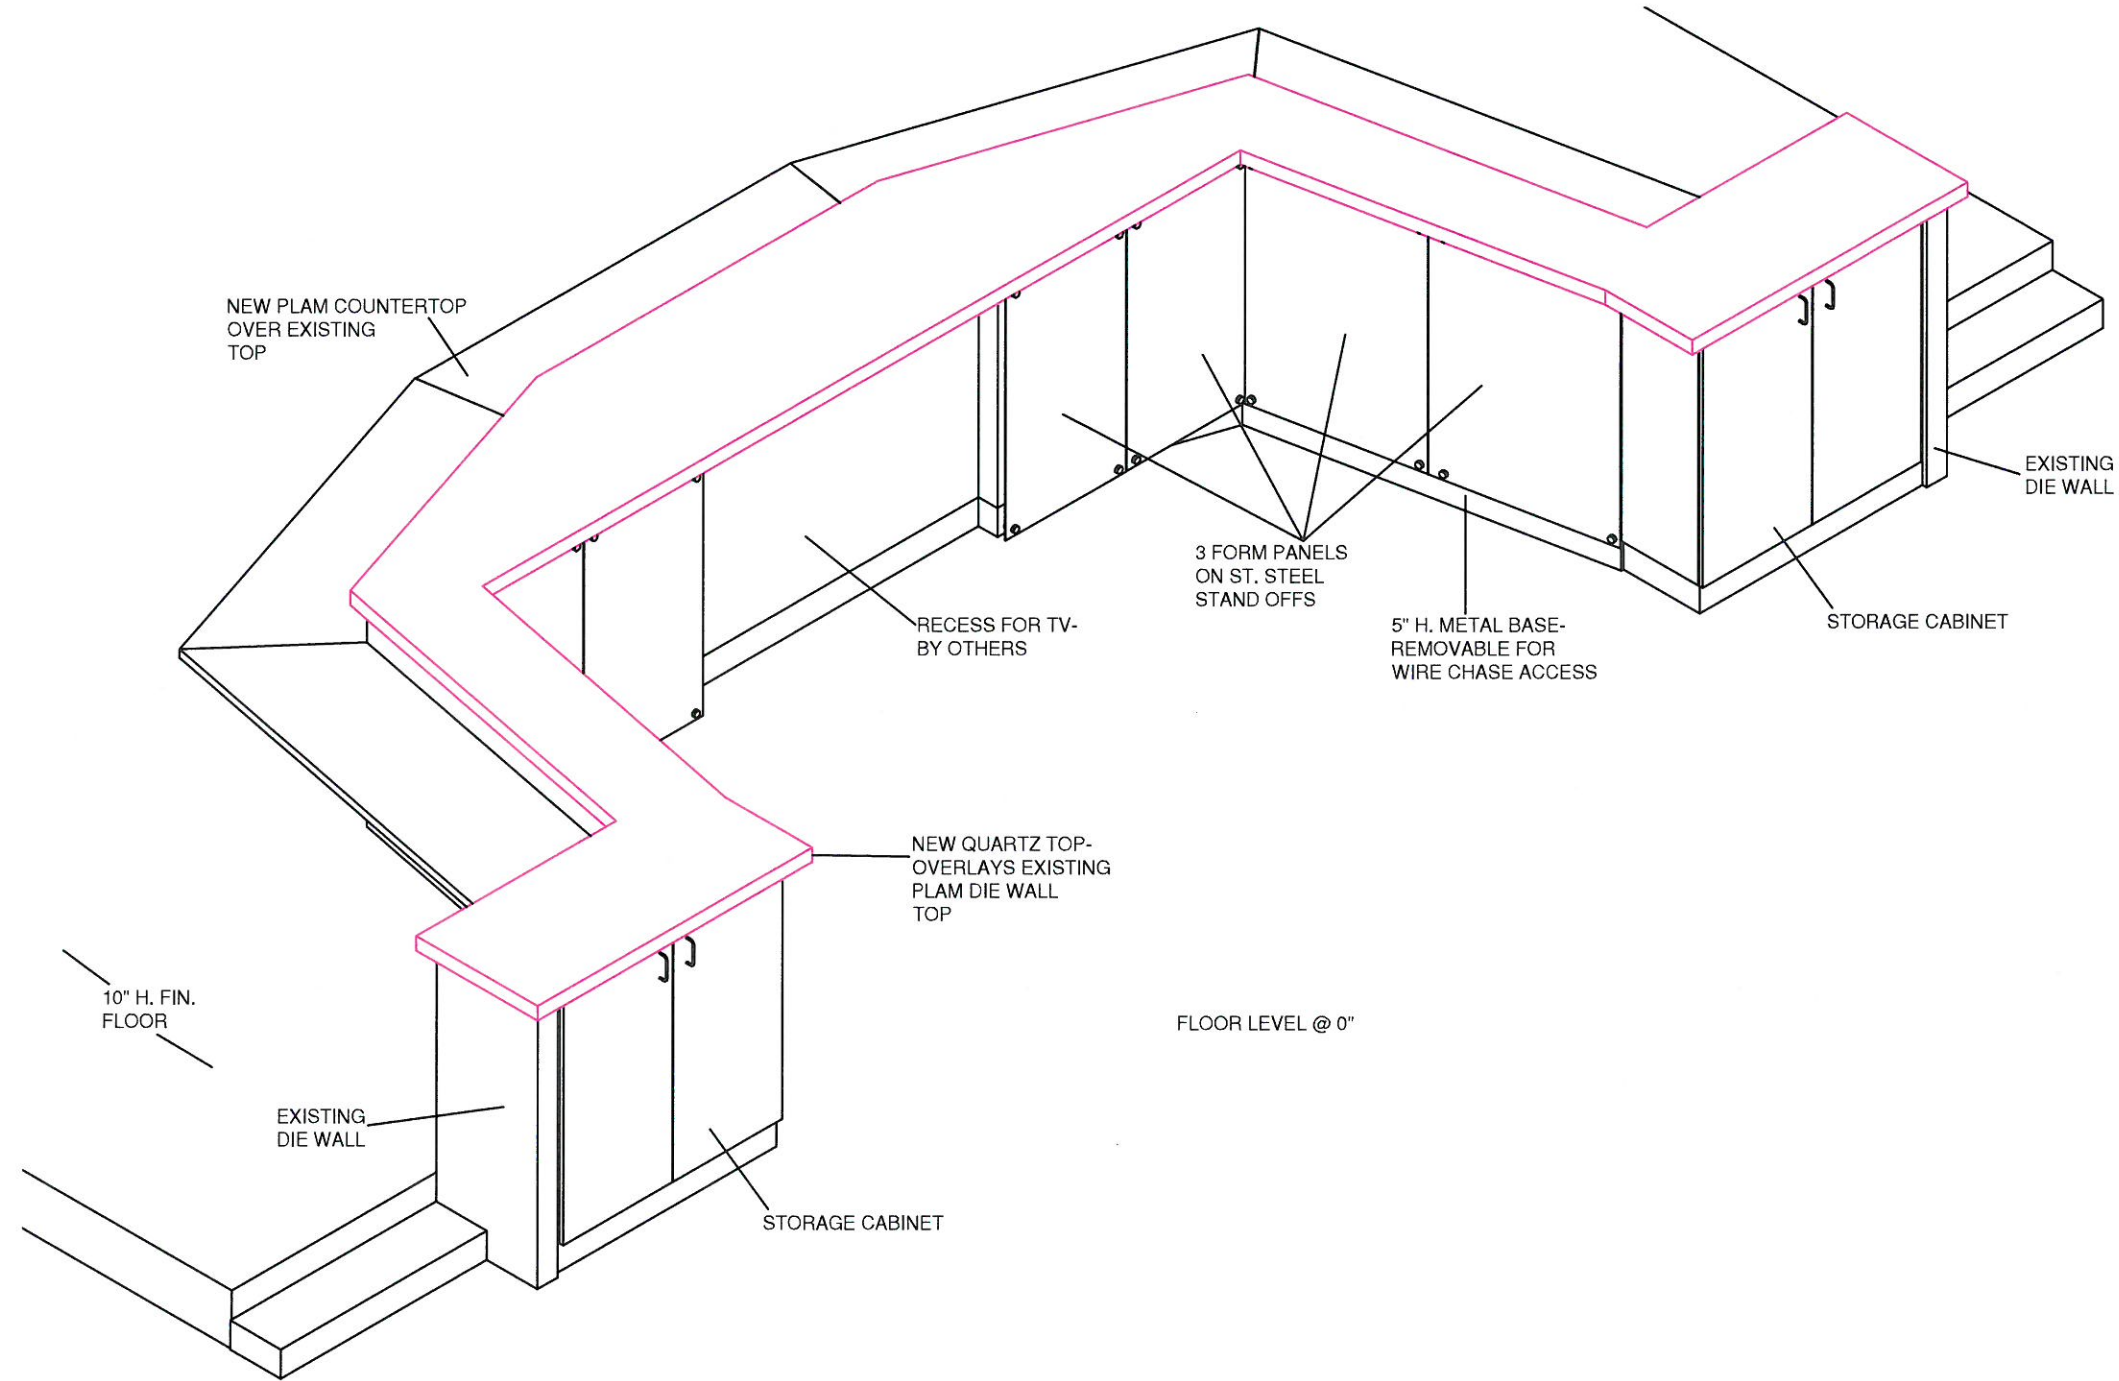 NEW PLAM COUNTERTOP
OVER EXISTING
TOP
EXISTING
DIE WALL
3 FORM PANELS
ON ST. STEEL
STAND OFFS
RECESS FOR TV-
BY OTHERS
5" H. METAL BASE-
REMOVABLE FOR
WIRE CHASE ACCESS
STORAGE CABINET
NEW QUARTZ TOP-
OVERLAYS EXISTING
PLAM DIE WALL
TOP
10" H. FIN.
FLOOR
FLOOR LEVEL @ 0"
EXISTING
DIE WALL
STORAGE CABINET